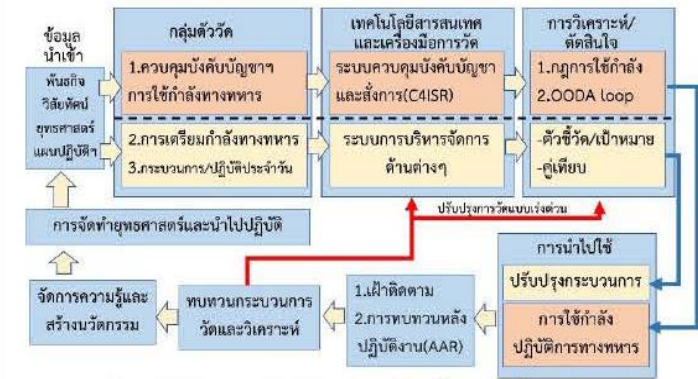 ข้อมูล
นำเข้า
พันธกิจ
วิสัยทัศน์
ยุทธศาสตร์
แผนปฏิบัติฯ
กลุ่มตัววัด
1.ควบคุมบังคับบัญชาฯ
การใช้กำลังทางทหาร
2.การเตรียมกำลังทางทหาร
3.กระบวนการ/ปฏิบัติประจำวัน
เทคโนโลยีสารสนเทศ
และเครื่องมือการวัด
ระบบควบคุมบังคับบัญชา
และสั่งการ(C4ISR)
ระบบการบริหารจัดการ
ด้านต่างๆ
การวิเคราะห์/
ตัดสินใจ
1.กฎการใช้กำลัง
2.OODA loop
-ตัวชี้วัด/เป้าหมาย
-คู่เทียบ
ปรับปรุงการวัดแบบเร่งด่วน
การจัดทำยุทธศาสตร์และนำไปปฏิบัติ
การนำไปใช้
ปรับปรุงกระบวนการ
การใช้กำลัง
ปฏิบัติการทางทหาร
1.เฝ้าติดตาม
2.การทบทวนหลัง
ปฏิบัติงาน(AAR)
ทบทวนกระบวนการ
วัดและวิเคราะห์
จัดการความรู้และ
สร้างนวัตกรรม